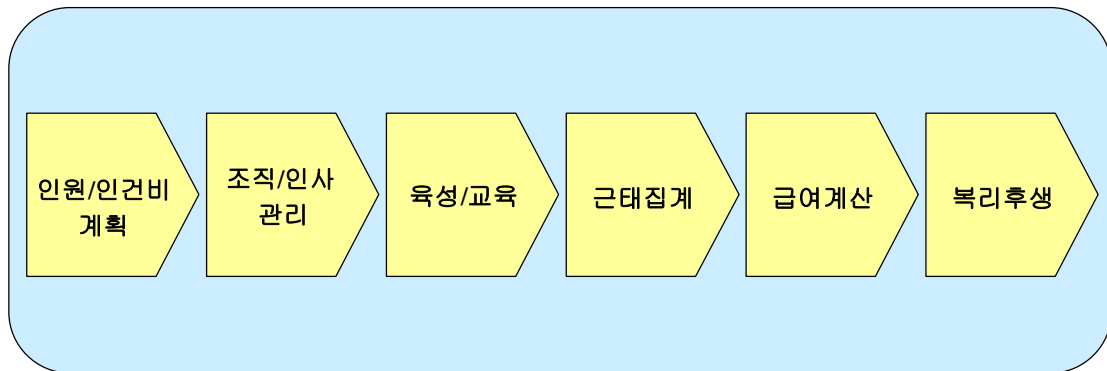 인원/인건비
계획
조직/인사
관리
육성/교육
근태집계
급여계산
복리후생